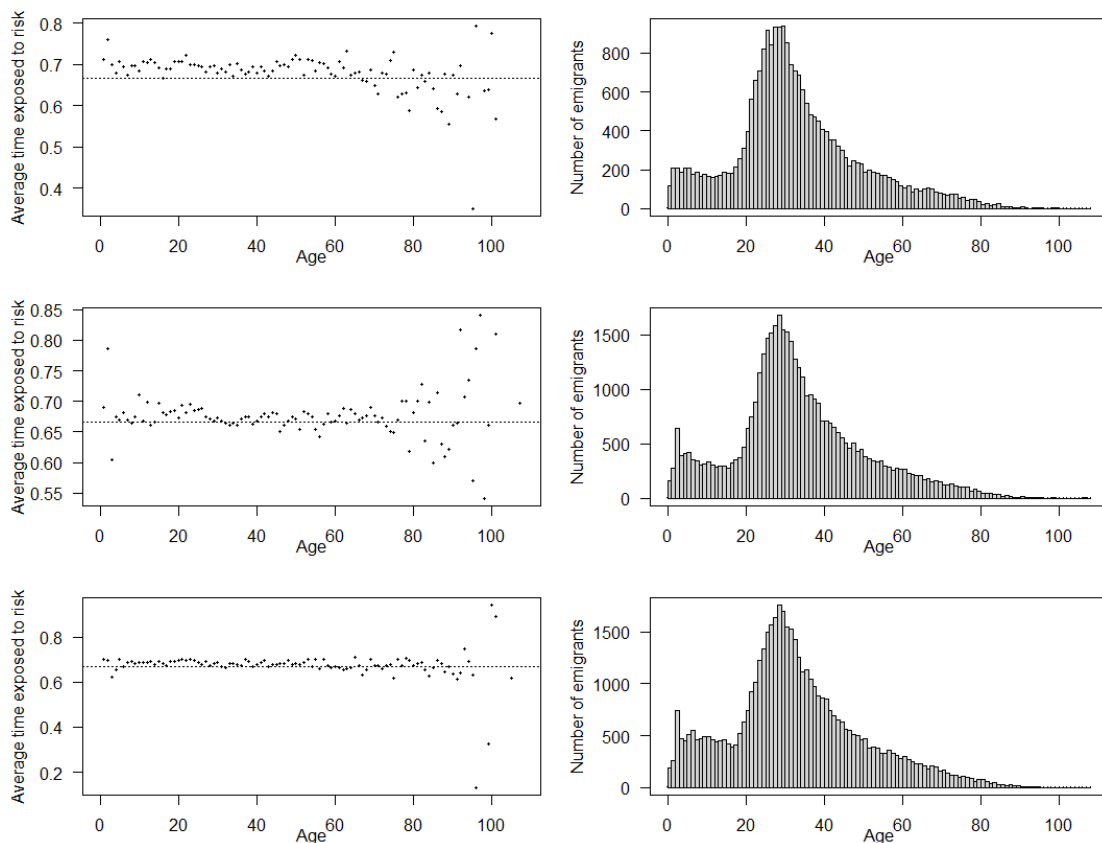 Average time exposed to risk
0.8
0.7
0.6
0.5
0.4
0 20 40 60 80 100
Age
Number of emigrants
800
600
400
200
0
0 20 40 60 80 100
Age
Average time exposed to risk
0.85
0.80
0.75
0.70
0.65
0.60
0.55
0 20 40 60 80 100
Age
Number of emigrants
1500
1000
500
0
0 20 40 60 80 100
Age
Average time exposed to risk
0.8
0.6
0.4
0.2
0 20 40 60 80 100
Age
Number of emigrants
1500
1000
500
0
0 20 40 60 80 100
Age